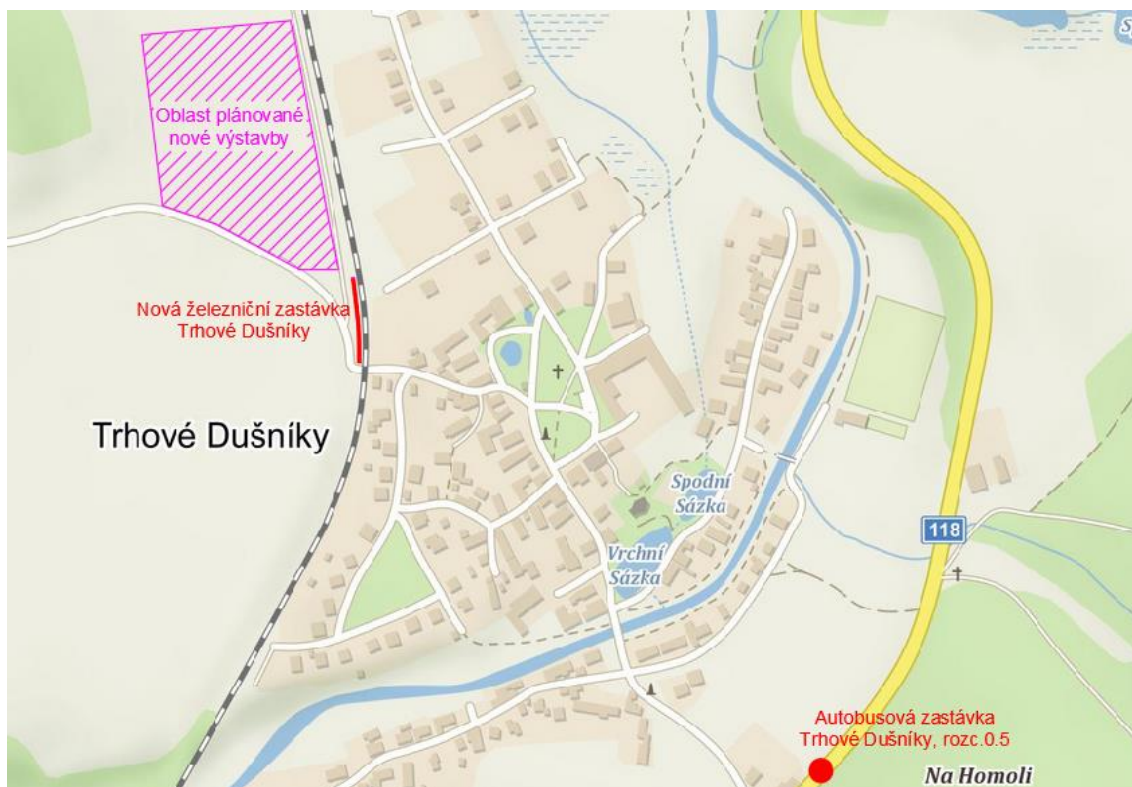 Oblast plánované
nové výstavby
Nová železniční zastávka
Trhové Dušníky
Trhové Dušníky
Spodní
Sázka
Vrchní
Sázka
118
Autobusová zastávka
Trhové Dušníky, rozc.0.5
Na Homoli